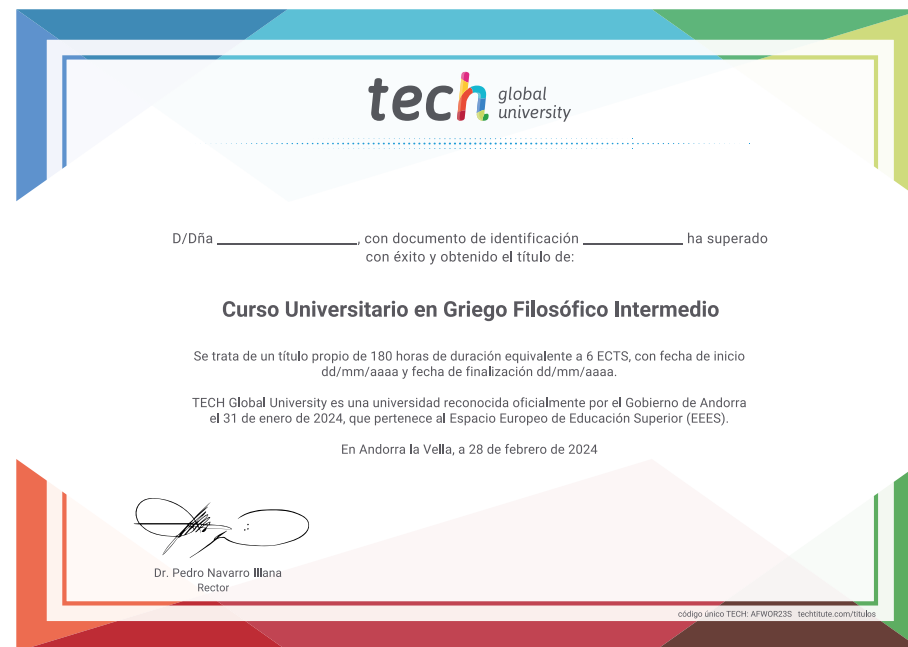 tech global university
D/Dña ________________, con documento de identificación ____________ ha superado
con éxito y obtenido el título de:
Curso Universitario en Griego Filosófico Intermedio
Se trata de un título propio de 180 horas de duración equivalente a 6 ECTS, con fecha de inicio
dd/mm/aaaa y fecha de finalización dd/mm/aaaa.
TECH Global University es una universidad reconocida oficialmente por el Gobierno de Andorra
el 31 de enero de 2024, que pertenece al Espacio Europeo de Educación Superior (EEES).
En Andorra la Vella, a 28 de febrero de 2024
Dr. Pedro Navarro Illana
Rector
código único TECH: AFWOR23S techtitute.com/titulos